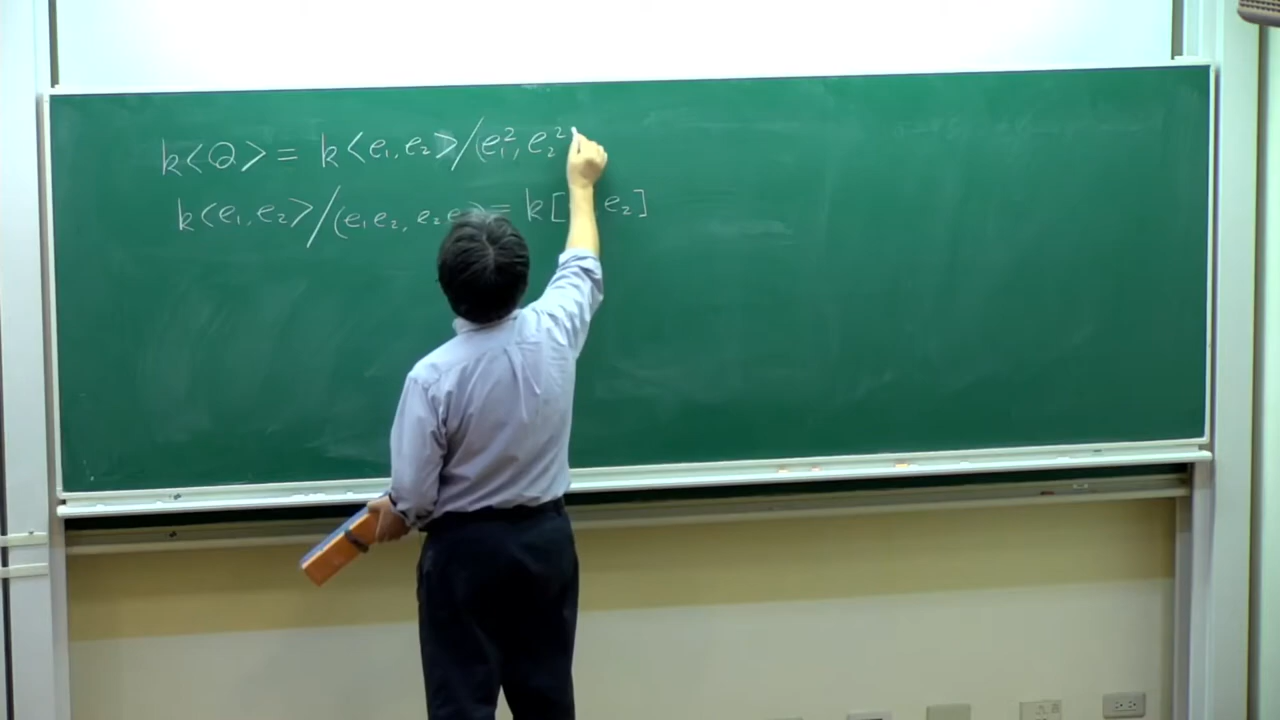 k<Q> = k<e₁, e₂>/(e₁², e₂²
k<e₁, e₂>/(e₁e₂, e₂e ) = k[ e₂]